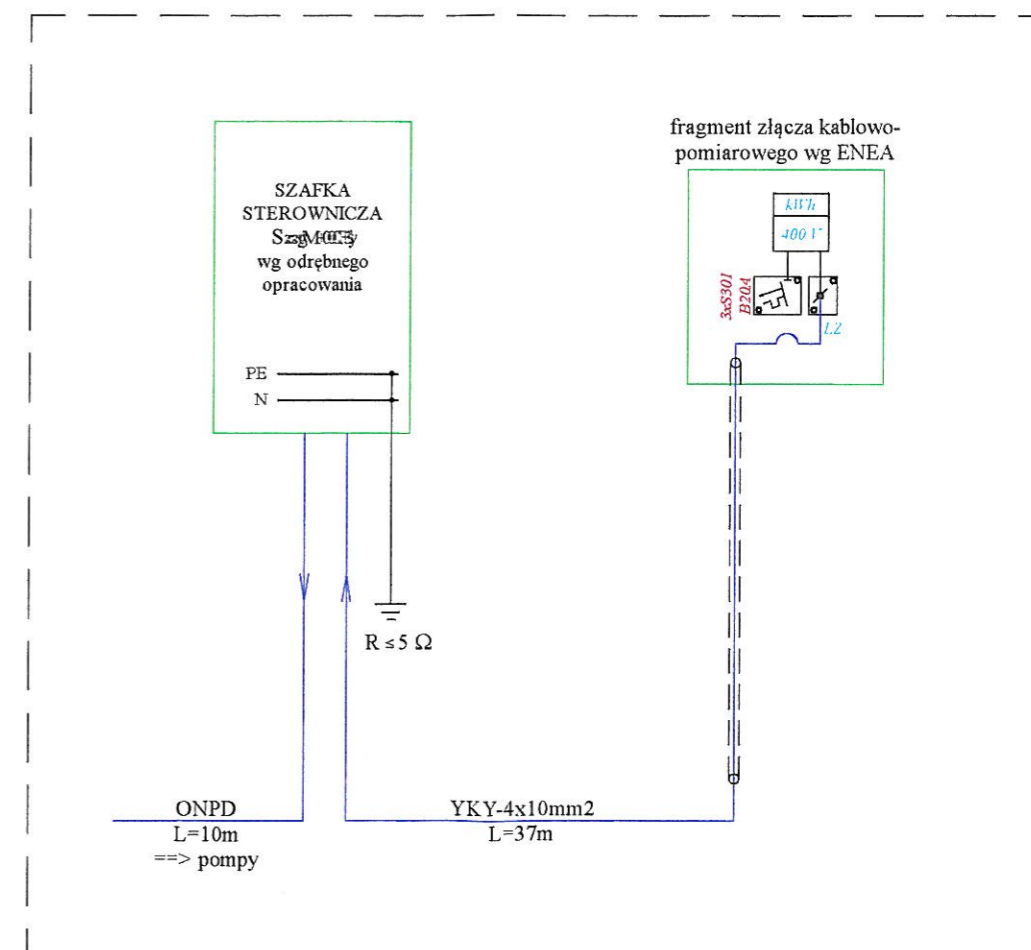 SZAFKA
STEROWNICZA
wg odrębnego
opracowania
PE
N
R ≤ 5 Ω
fragment złącza kablowo-
pomiarowego wg ENEA
kWh
400 V
3xS301
B20A
LZ
ONPD
L=10m
==> pompy
YKY-4x10mm2
L=37m